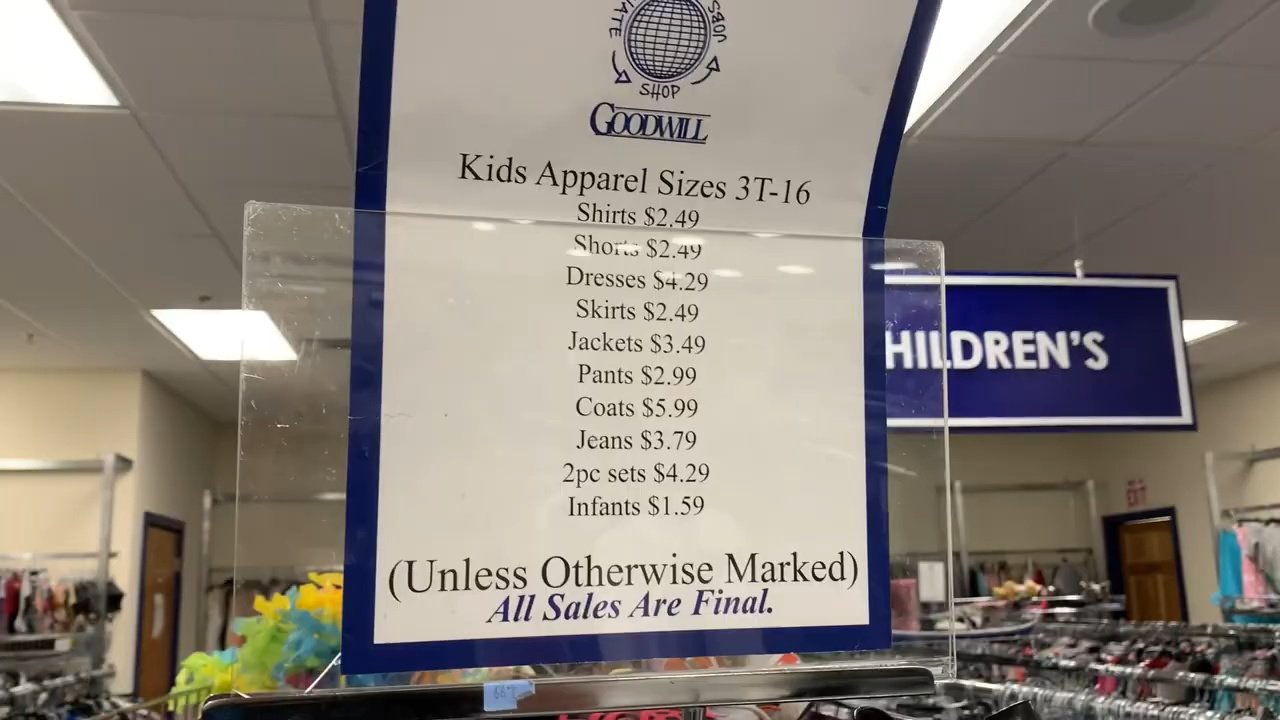 JOBS
SHOP
GOODWILL
Kids Apparel Sizes 3T-16
Shirts $2.49
Shorts $2.49
Dresses $4.29
Skirts $2.49
Jackets $3.49
Pants $2.99
Coats $5.99
Jeans $3.79
2pc sets $4.29
Infants $1.59
(Unless Otherwise Marked)
All Sales Are Final.
HILDREN'S
EXIT